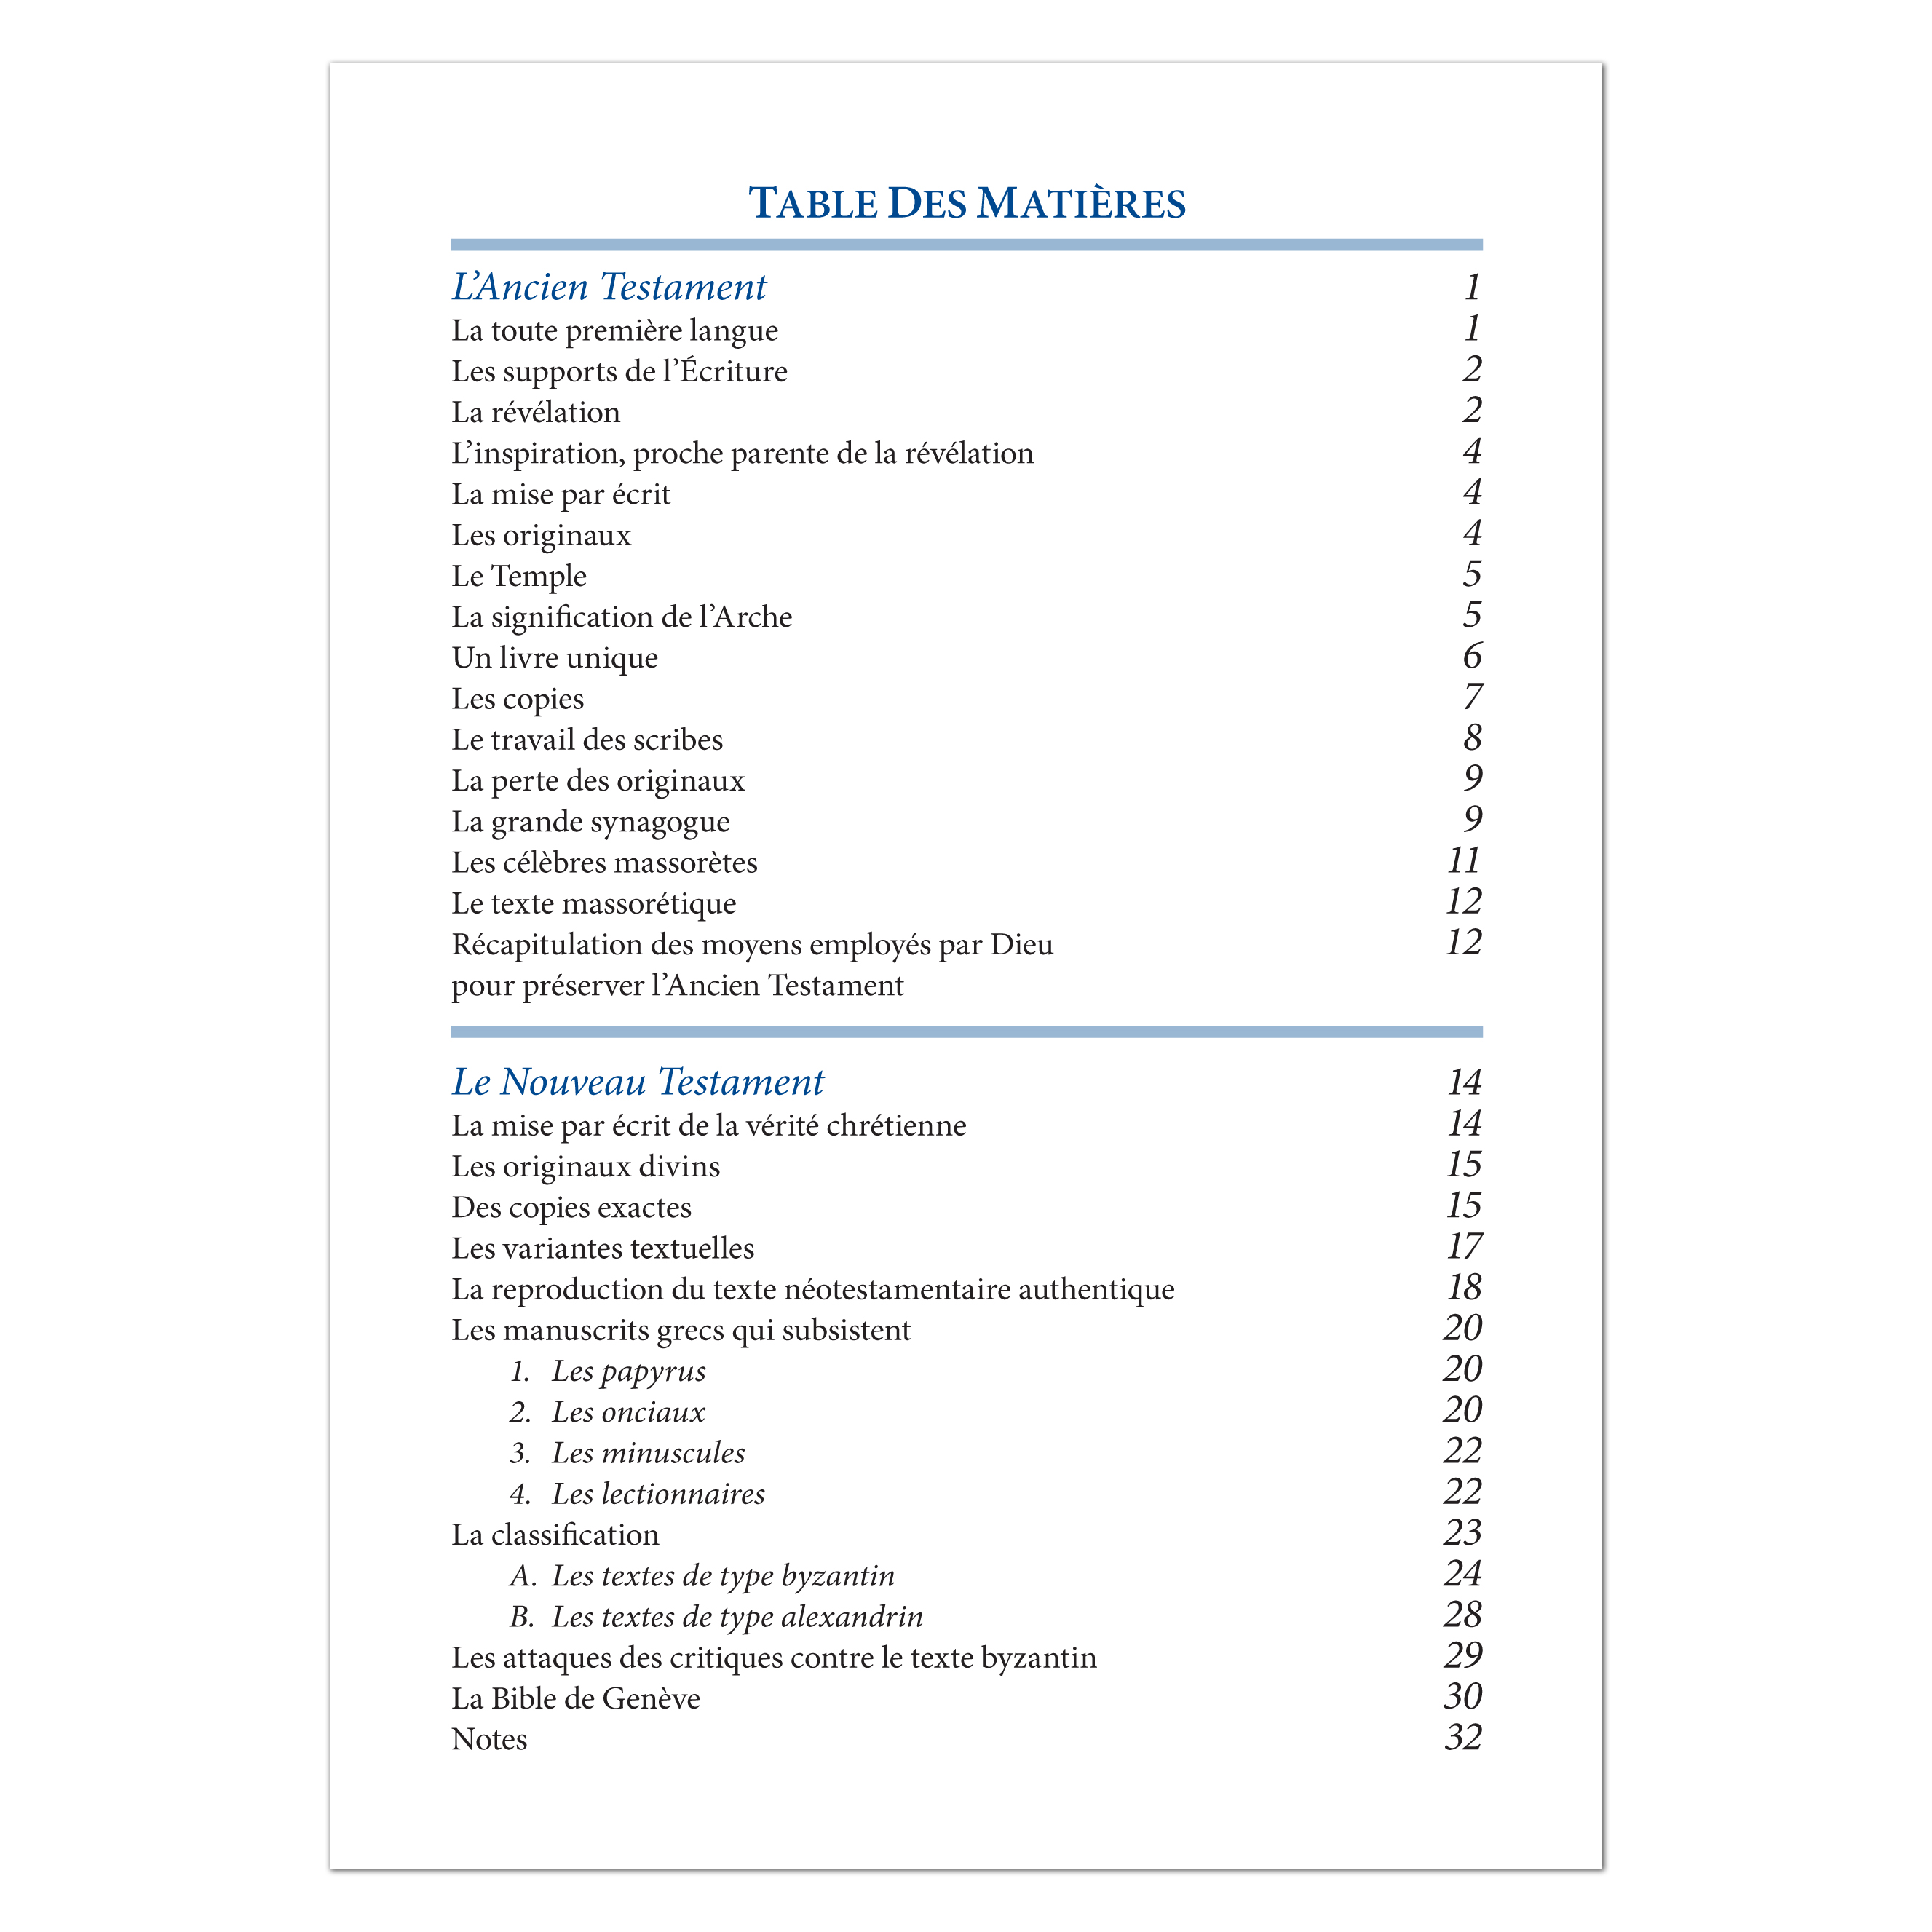 Table Des Matières
L’Ancien Testament 1
La toute première langue 1
Les supports de l’Écriture 2
La révélation 2
L’inspiration, proche parente de la révélation 4
La mise par écrit 4
Les originaux 4
Le Temple 5
La signification de l’Arche 5
Un livre unique 6
Les copies 7
Le travail des scribes 8
La perte des originaux 9
La grande synagogue 9
Les célèbres massorètes 11
Le texte massorétique 12
Récapitulation des moyens employés par Dieu 12
pour préserver l’Ancien Testament
Le Nouveau Testament 14
La mise par écrit de la vérité chrétienne 14
Les originaux divins 15
Des copies exactes 15
Les variantes textuelles 17
La reproduction du texte néotestamentaire authentique 18
Les manuscrits grecs qui subsistent 20
1. Les papyrus 20
2. Les onciaux 20
3. Les minuscules 22
4. Les lectionnaires 22
La classification 23
A. Les textes de type byzantin 24
B. Les textes de type alexandrin 28
Les attaques des critiques contre le texte byzantin 29
La Bible de Genève 30
Notes 32